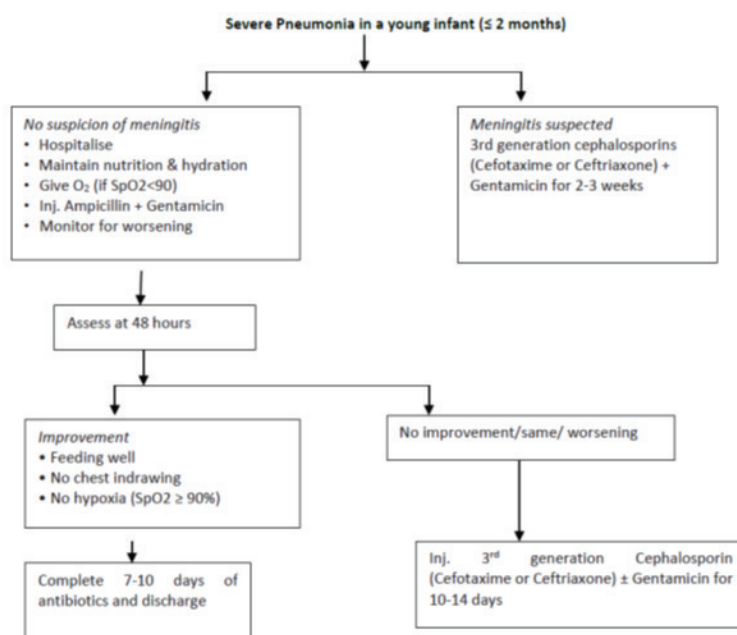 Severe Pneumonia in a young infant (≤ 2 months)
No suspicion of meningitis
• Hospitalise
• Maintain nutrition & hydration
• Give O₂ (if SpO2<90)
• Inj. Ampicillin + Gentamicin
• Monitor for worsening
Meningitis suspected
3rd generation cephalosporins
(Cefotaxime or Ceftriaxone) +
Gentamicin for 2-3 weeks
Assess at 48 hours
Improvement
• Feeding well
• No chest indrawing
• No hypoxia (SpO2 ≥ 90%)
No improvement/same/ worsening
Complete 7-10 days of
antibiotics and discharge
Inj. 3rd generation Cephalosporin
(Cefotaxime or Ceftriaxone) ± Gentamicin for
10-14 days